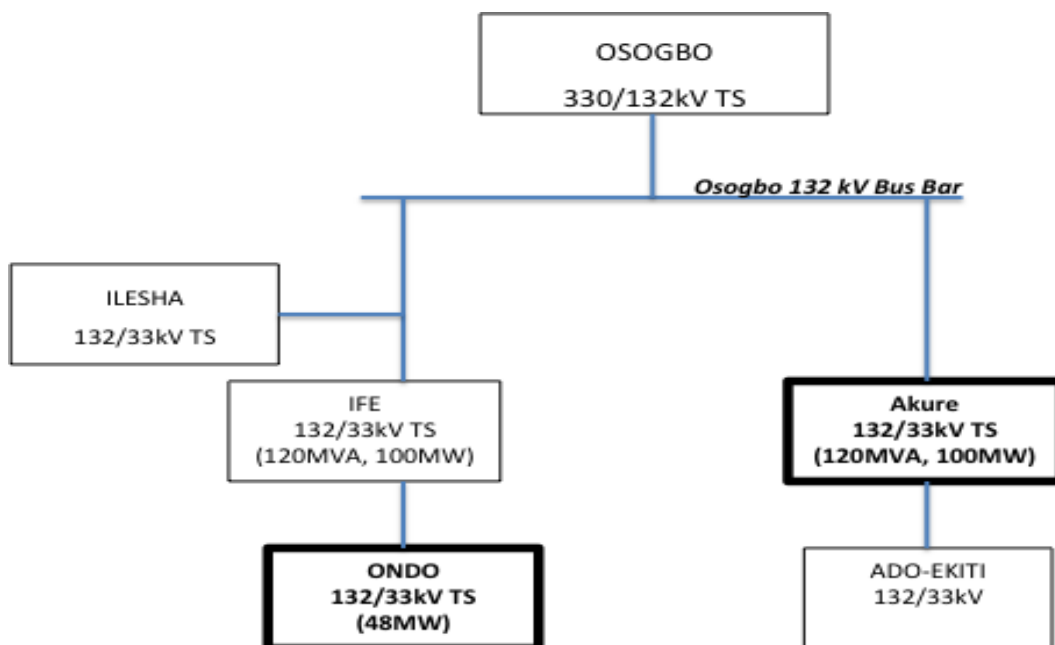 OSOGBO
330/132kV TS
Osogbo 132 kV Bus Bar
ILESHA
132/33kV TS
IFE
132/33kV TS
(120MVA, 100MW)
Akure
132/33kV TS
(120MVA, 100MW)
ONDO
132/33kV TS
(48MW)
ADO-EKITI
132/33kV